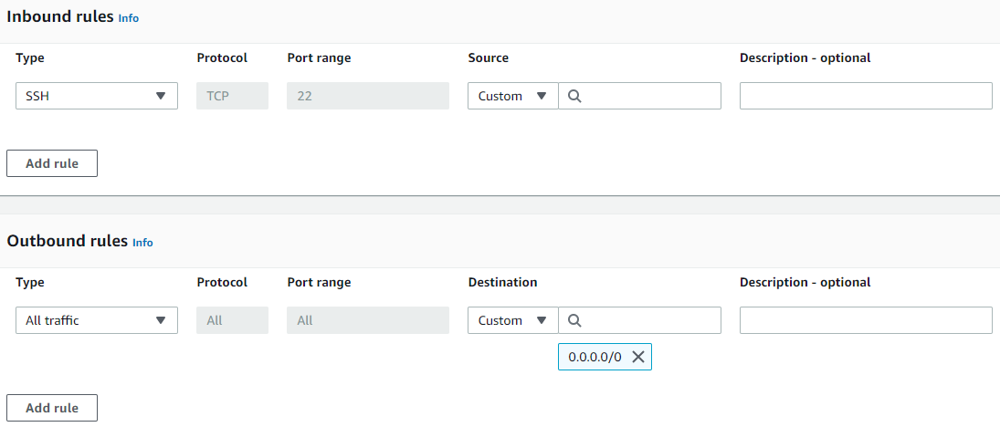 Inbound rules Info
Type Protocol Port range Source Description - optional
SSH TCP 22 Custom
Add rule
Outbound rules Info
Type Protocol Port range Destination Description - optional
All traffic All All Custom
0.0.0.0/0
Add rule